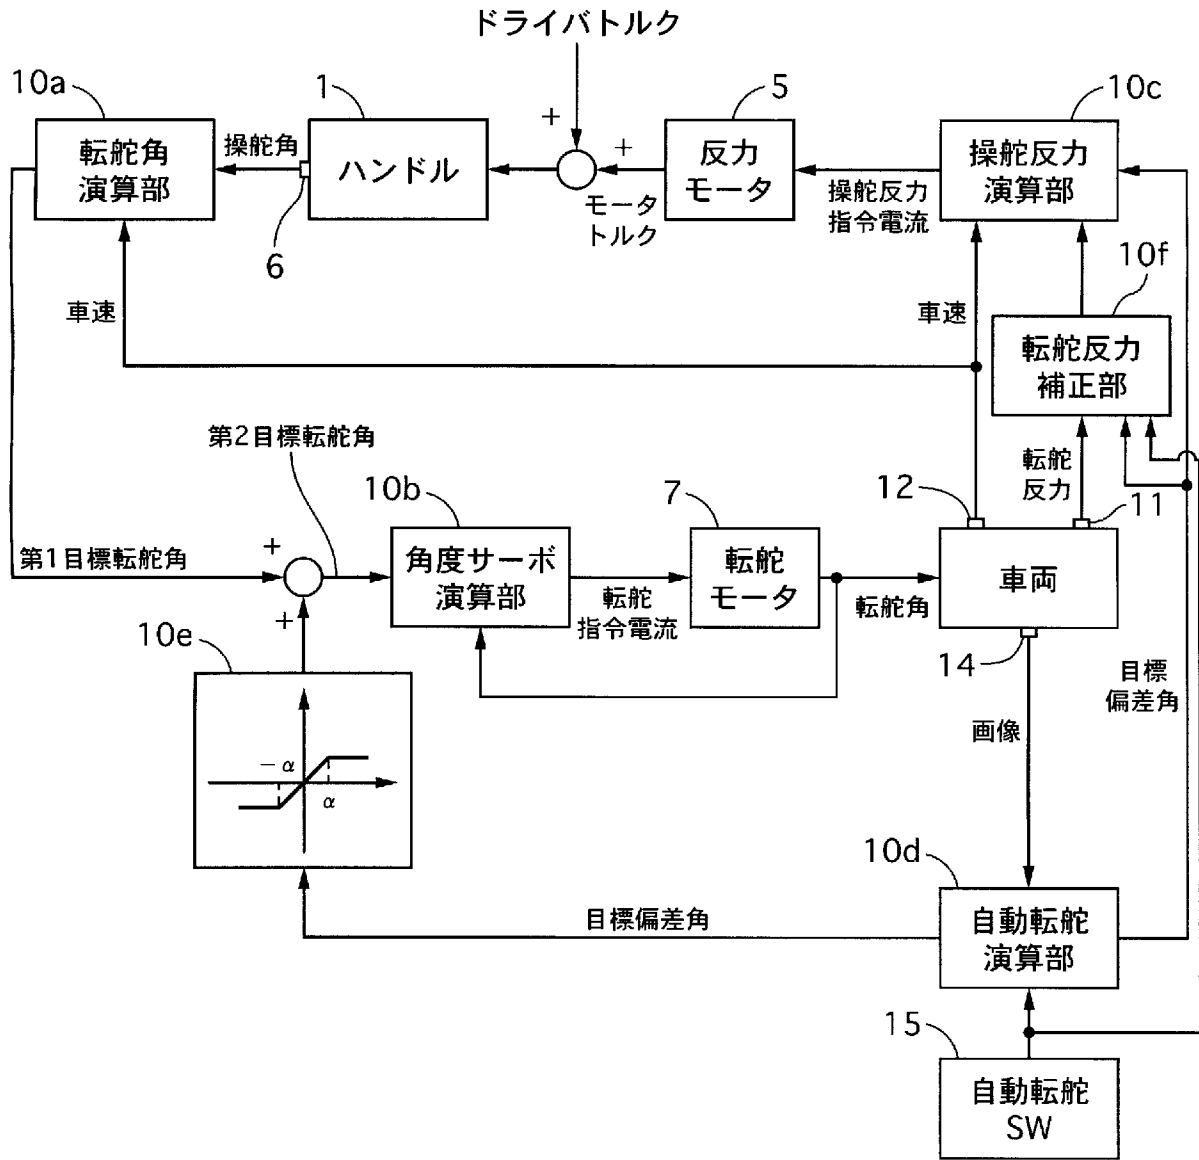 ドライバトルク
10a
1
5
10c
転舵角
演算部
操舵角
ハンドル
+
+
反力
モータ
操舵反力
演算部
6
モータ
トルク
操舵反力
指令電流
10f
車速
車速
転舵反力
補正部
第2目標転舵角
10b
7
12
転舵
反力
11
第1目標転舵角
+
+
角度サーボ
演算部
転舵
指令電流
転舵
モータ
転舵角
車両
10e
14
目標
偏差角
画像
-α
α
10d
目標偏差角
自動転舵
演算部
15
自動転舵
SW